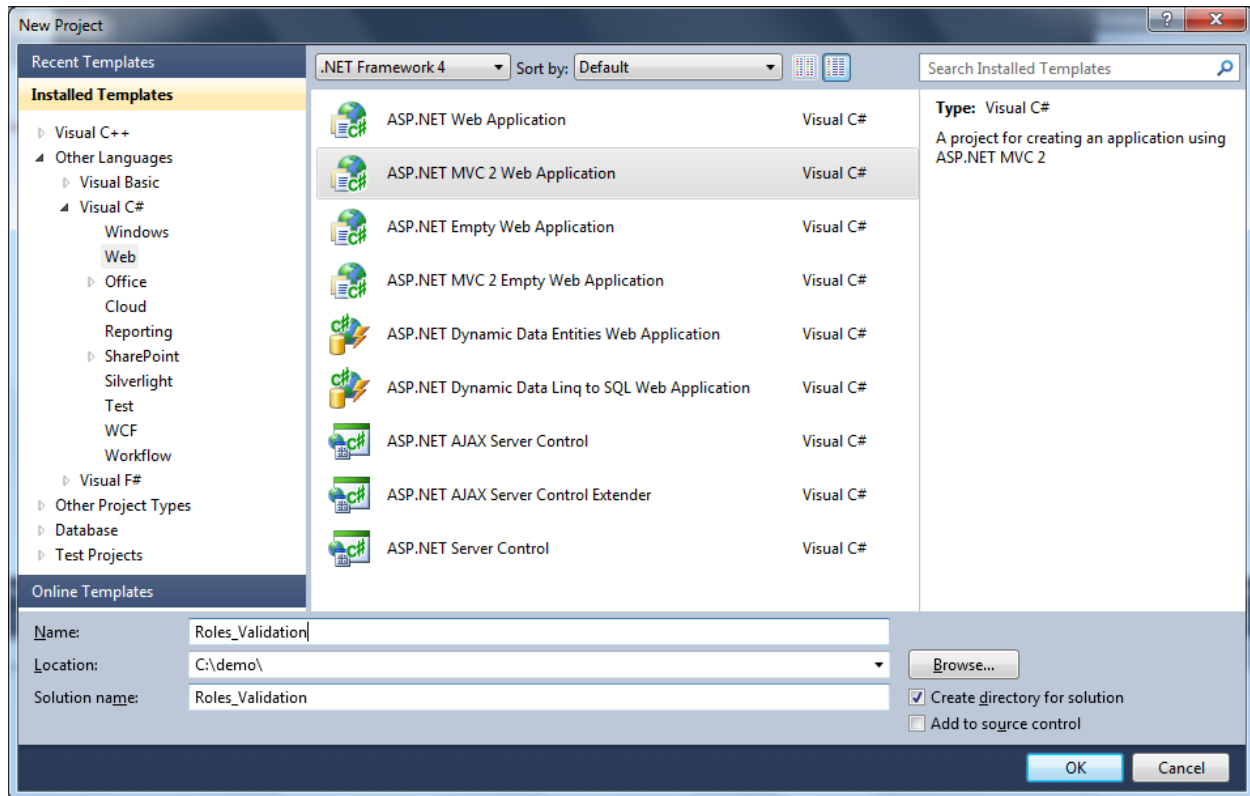 New Project
?
Recent Templates
Installed Templates
Visual C++
Other Languages
Visual Basic
Visual C#
Windows
Web
Office
Cloud
Reporting
SharePoint
Silverlight
Test
WCF
Workflow
Visual F#
Other Project Types
Database
Test Projects
Online Templates
.NET Framework 4 Sort by: Default
ASP.NET Web Application Visual C#
ASP.NET MVC 2 Web Application Visual C#
ASP.NET Empty Web Application Visual C#
ASP.NET MVC 2 Empty Web Application Visual C#
ASP.NET Dynamic Data Entities Web Application Visual C#
ASP.NET Dynamic Data Linq to SQL Web Application Visual C#
ASP.NET AJAX Server Control Visual C#
ASP.NET AJAX Server Control Extender Visual C#
ASP.NET Server Control Visual C#
Search Installed Templates
Type: Visual C#
A project for creating an application using
ASP.NET MVC 2
Name: Roles_Validation
Location: C:\demo\ Browse...
Solution name: Roles_Validation
Create directory for solution
Add to source control
OK Cancel